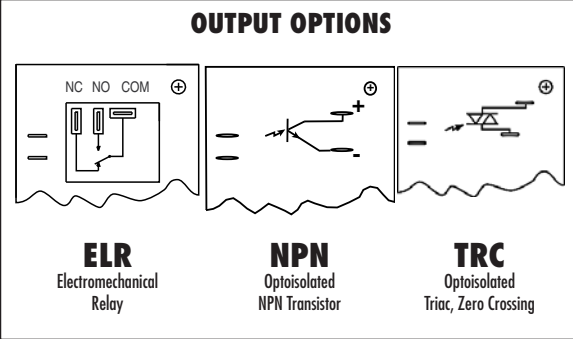 OUTPUT OPTIONS
NC NO COM
+
-
ELR
Electromechanical
Relay
NPN
Optoisolated
NPN Transistor
TRC
Optoisolated
Triac, Zero Crossing